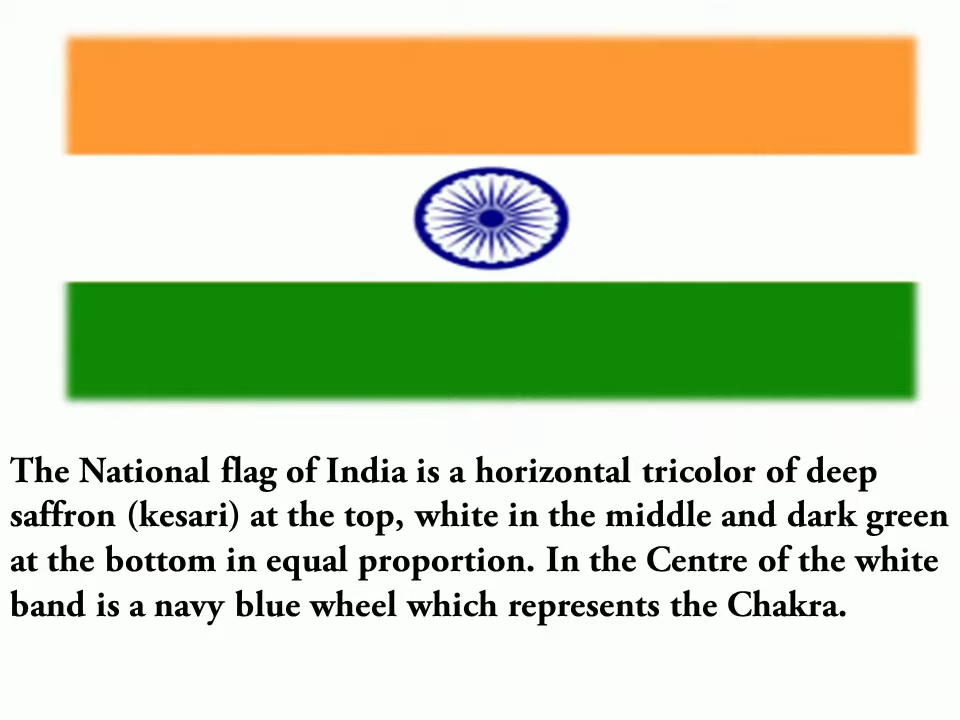 The National flag of India is a horizontal tricolor of deep
saffron (kesari) at the top, white in the middle and dark green
at the bottom in equal proportion. In the Centre of the white
band is a navy blue wheel which represents the Chakra.